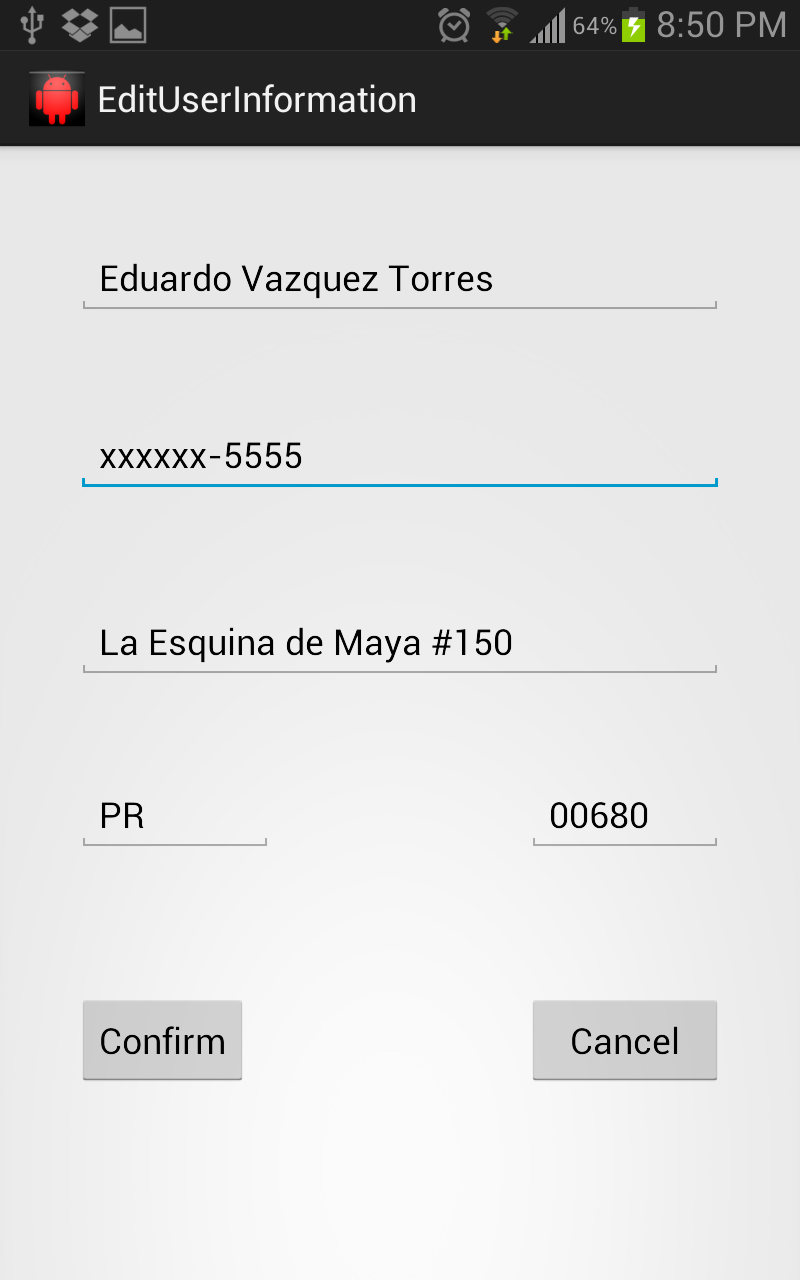 64% 8:50 PM
EditUserInformation
Eduardo Vazquez Torres
xxxxxx-5555
La Esquina de Maya #150
PR 00680
Confirm Cancel